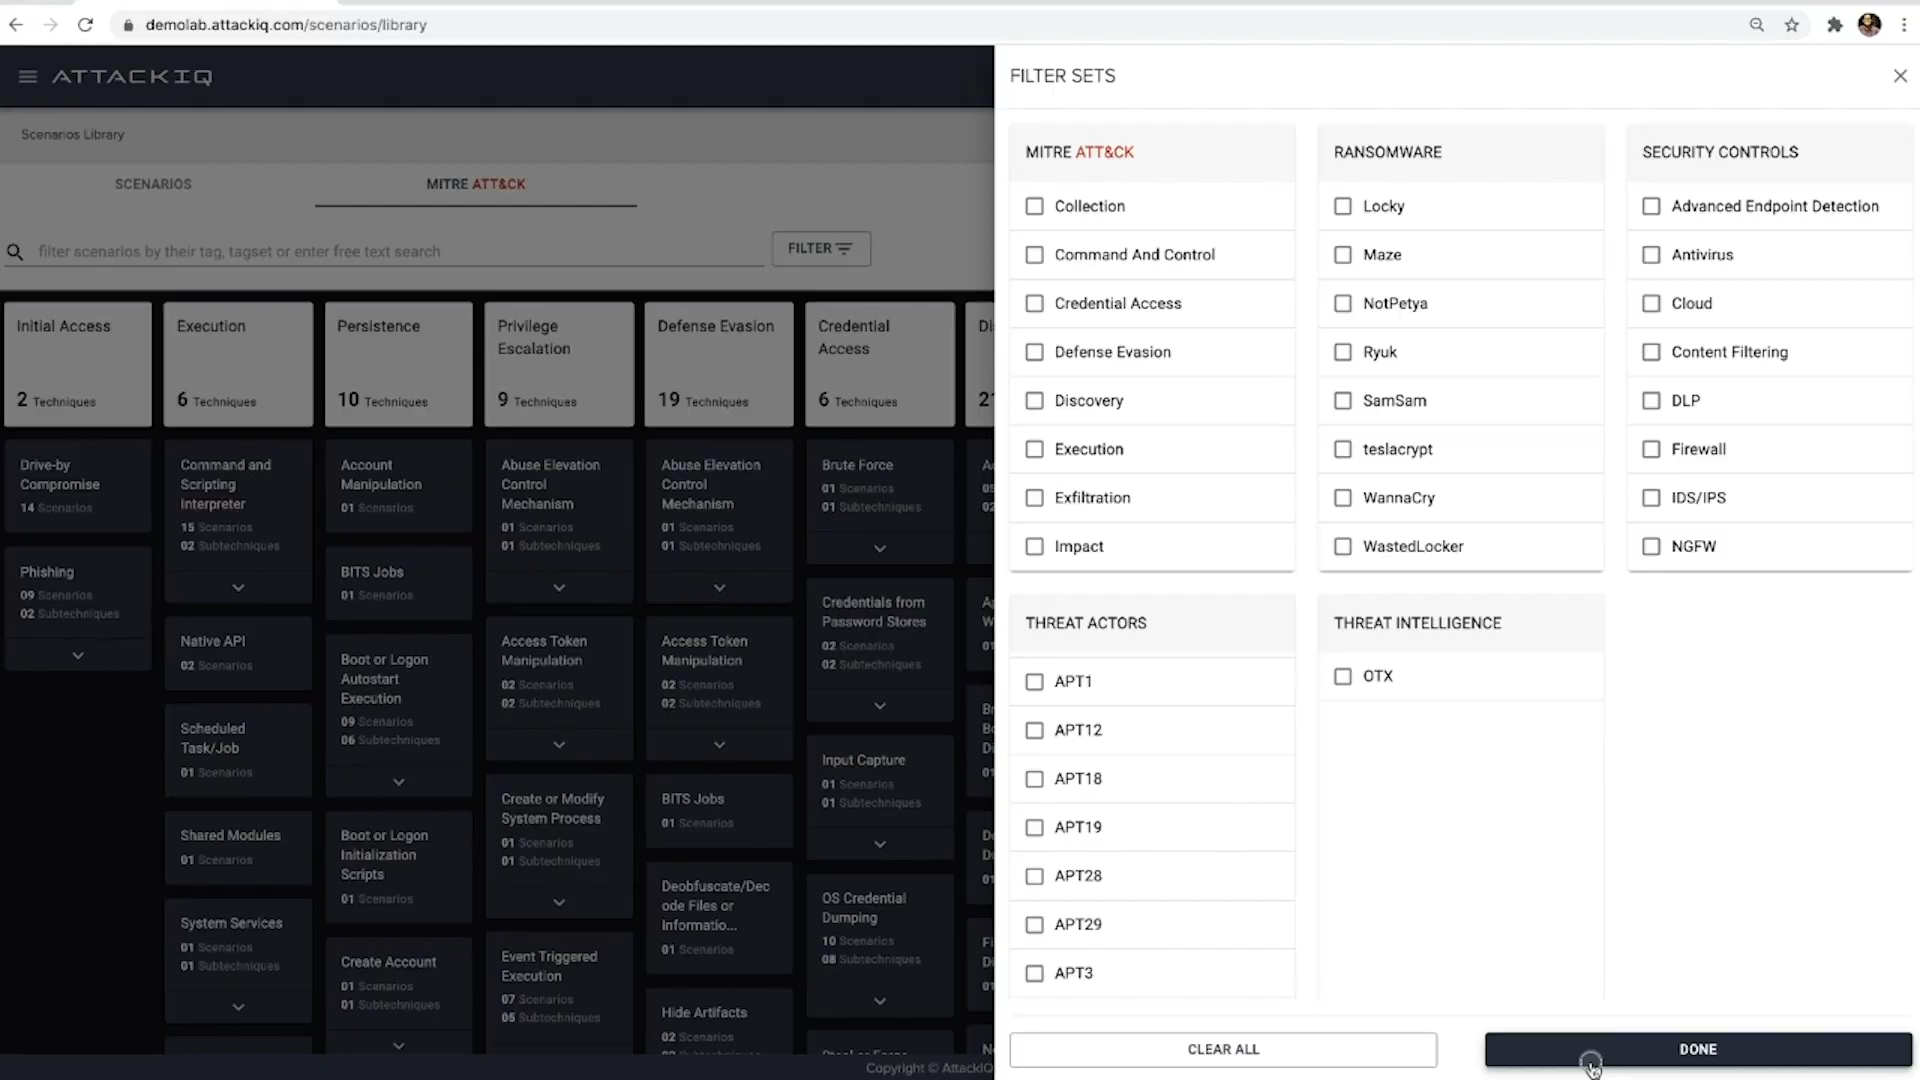 demolab.attackiq.com/scenarios/library
ATTACKIQ
Scenarios Library
SCENARIOS
MITRE ATT&CK
filter scenarios by their tag, tagset or enter free text search
FILTER
Initial Access
2 Techniques
Drive-by
Compromise
14 Scenarios
Phishing
09 Scenarios
02 Subtechniques
Execution
6 Techniques
Command and
Scripting
Interpreter
15 Scenarios
02 Subtechniques
Native API
02 Scenarios
Scheduled
Task/Job
01 Scenarios
Shared Modules
01 Scenarios
System Services
01 Scenarios
01 Subtechniques
Persistence
10 Techniques
Account
Manipulation
01 Scenarios
BITS Jobs
01 Scenarios
Boot or Logon
Autostart
Execution
09 Scenarios
06 Subtechniques
Boot or Logon
Initialization
Scripts
01 Scenarios
Create Account
01 Scenarios
01 Subtechniques
Privilege
Escalation
9 Techniques
Abuse Elevation
Control
Mechanism
01 Scenarios
01 Subtechniques
Access Token
Manipulation
02 Scenarios
02 Subtechniques
Create or Modify
System Process
01 Scenarios
01 Subtechniques
Event Triggered
Execution
07 Scenarios
05 Subtechniques
Defense Evasion
19 Techniques
Abuse Elevation
Control
Mechanism
01 Scenarios
01 Subtechniques
Access Token
Manipulation
02 Scenarios
02 Subtechniques
BITS Jobs
01 Scenarios
Deobfuscate/Dec
ode Files or
Informatio...
01 Scenarios
Hide Artifacts
02 Scenarios
Credential
Access
6 Techniques
Brute Force
01 Scenarios
01 Subtechniques
Credentials from
Password Stores
02 Scenarios
02 Subtechniques
Input Capture
01 Scenarios
01 Subtechniques
OS Credential
Dumping
10 Scenarios
08 Subtechniques
Di
21
Copyright © AttackIQ
FILTER SETS
MITRE ATT&CK
Collection
Command And Control
Credential Access
Defense Evasion
Discovery
Execution
Exfiltration
Impact
RANSOMWARE
Locky
Maze
NotPetya
Ryuk
SamSam
teslacrypt
WannaCry
WastedLocker
SECURITY CONTROLS
Advanced Endpoint Detection
Antivirus
Cloud
Content Filtering
DLP
Firewall
IDS/IPS
NGFW
THREAT ACTORS
APT1
APT12
APT18
APT19
APT28
APT29
APT3
THREAT INTELLIGENCE
OTX
CLEAR ALL
DONE